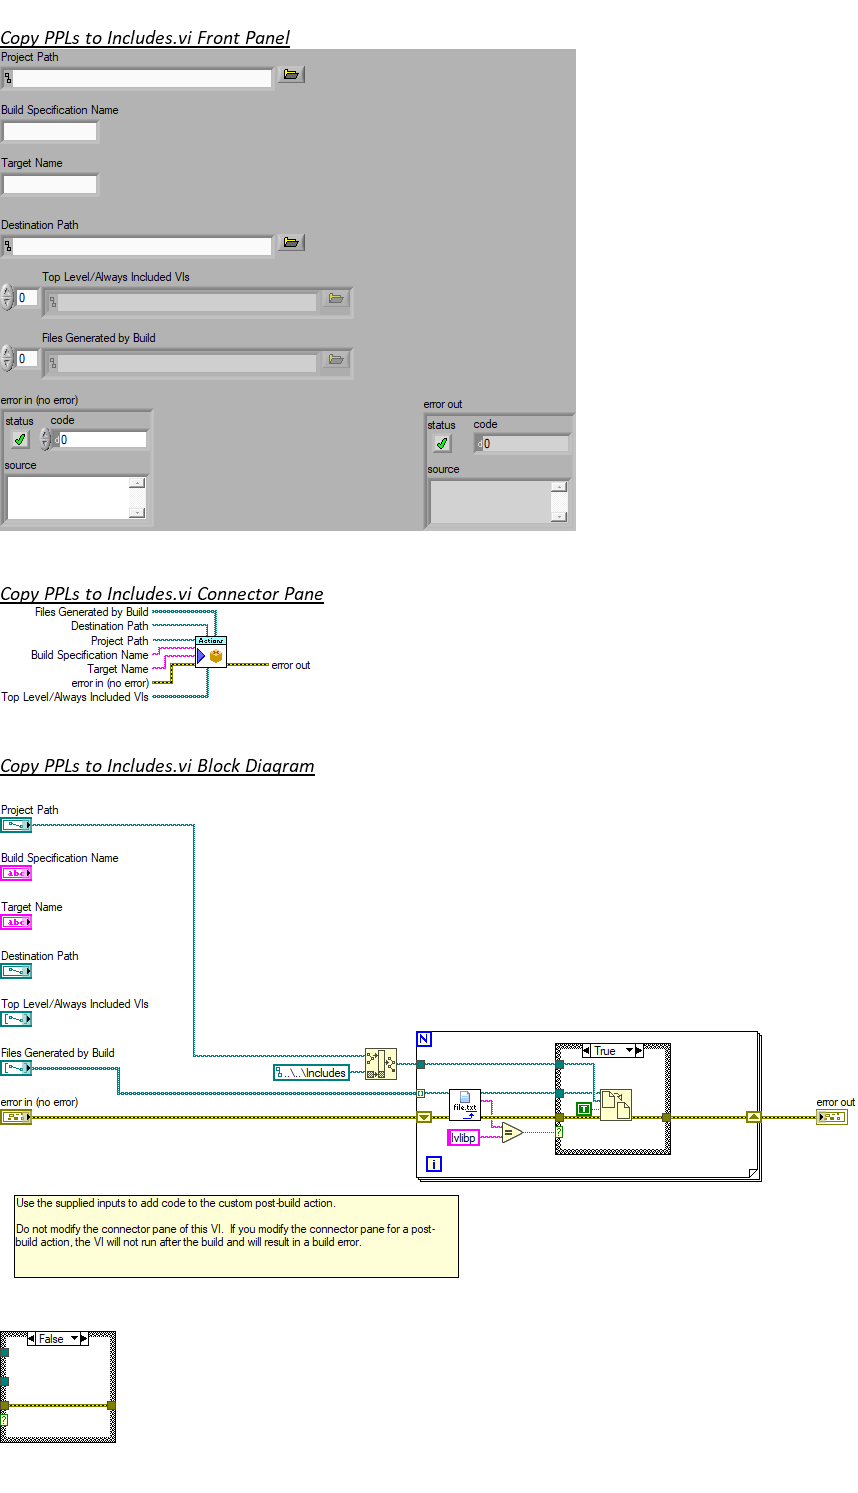 Copy PPLs to Includes.vi Front Panel
Project Path
Build Specification Name
Target Name
Destination Path
Top Level/Always Included VIs
0
Files Generated by Build
0
error in (no error)
status code
d 0
source
error out
status code
d 0
source
Copy PPLs to Includes.vi Connector Pane
Files Generated by Build
Destination Path
Project Path
Build Specification Name
Target Name
error in (no error)
Top Level/Always Included VIs
Actions
error out
Copy PPLs to Includes.vi Block Diagram
Project Path
Build Specification Name
abc
Target Name
abc
Destination Path
Top Level/Always Included VIs
Files Generated by Build
error in (no error)
..\..\Includes
N
True
file.txt
T
lvlibp
=
?
i
error out
Use the supplied inputs to add code to the custom post-build action.
Do not modify the connector pane of this VI.  If you modify the connector pane for a post-
build action, the VI will not run after the build and will result in a build error.
False
?